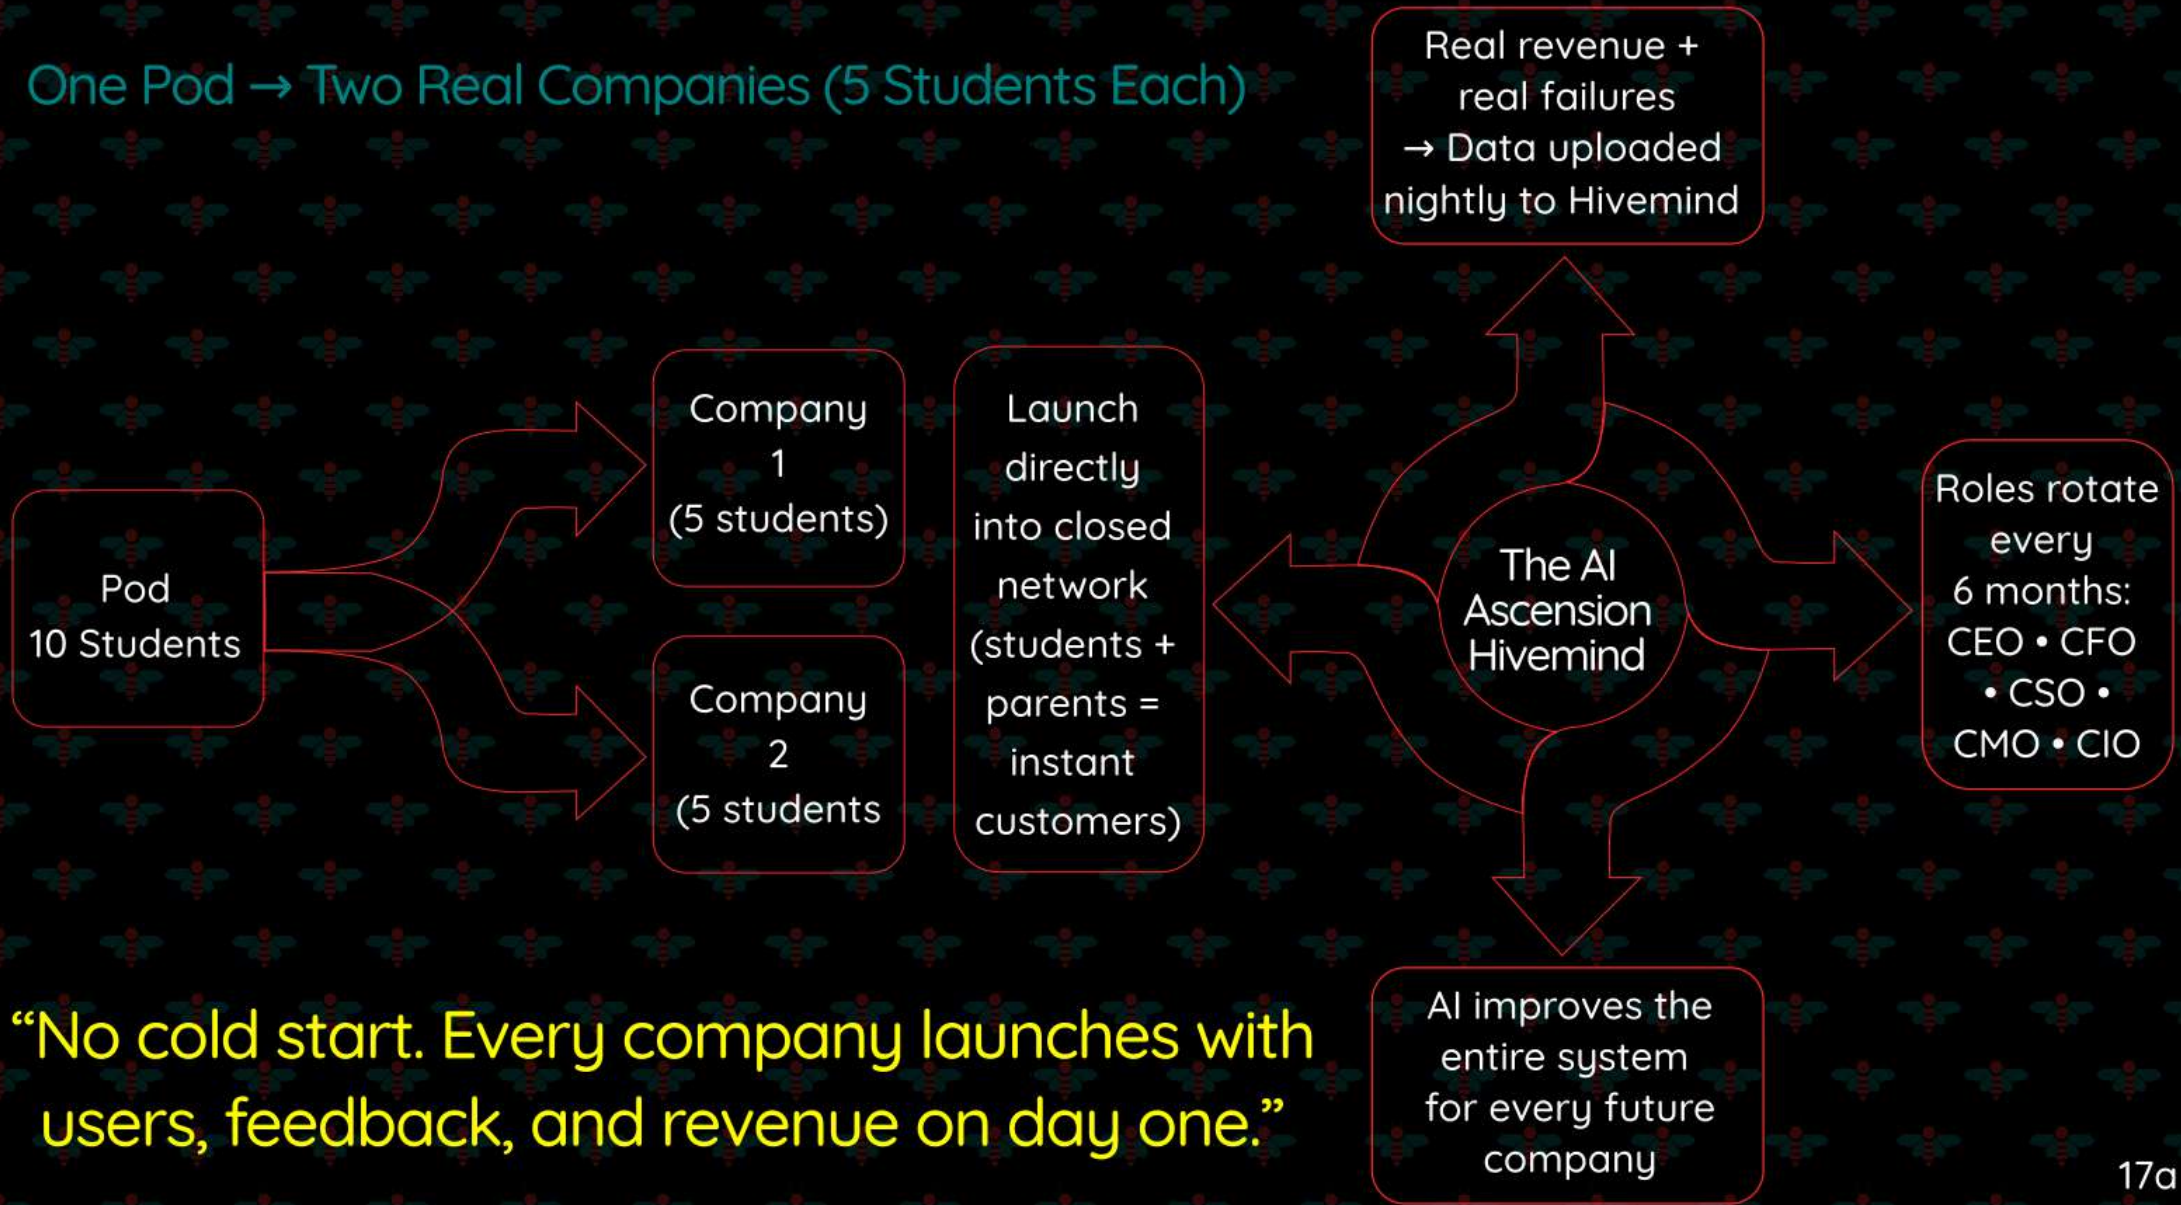 One Pod → Two Real Companies (5 Students Each)
Real revenue +
real failures
→ Data uploaded
nightly to Hivemind
Pod
10 Students
Company
1
(5 students)
Company
2
(5 students
Launch
directly
into closed
network
(students +
parents =
instant
customers)
The AI
Ascension
Hivemind
Roles rotate
every
6 months:
CEO • CFO
• CSO •
CMO • CIO
AI improves the
entire system
for every future
company
“No cold start. Every company launches with
users, feedback, and revenue on day one.”
17a